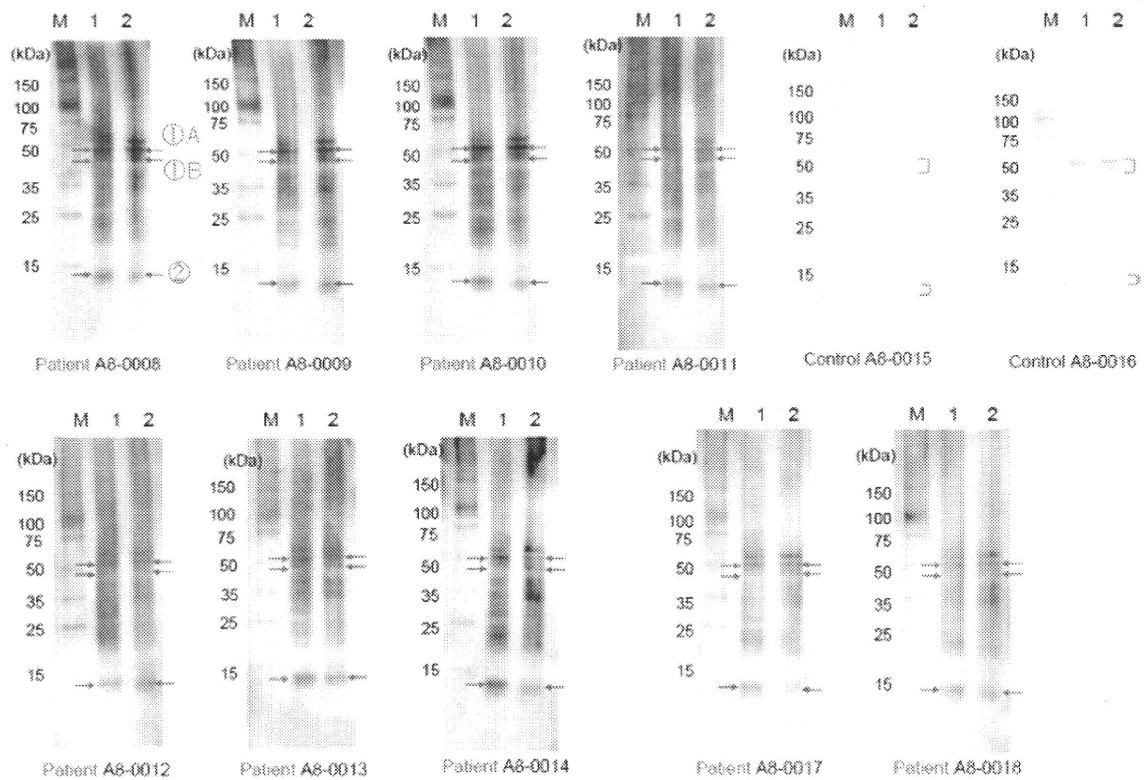 M 1 2
(kDa)
150
100
75
50
35
25
15
①A
①B
②
Patient A8-0008
M 1 2
(kDa)
150
100
75
50
35
25
15
Patient A8-0009
M 1 2
(kDa)
150
100
75
50
35
25
15
Patient A8-0010
M 1 2
(kDa)
150
100
75
50
35
25
15
Patient A8-0011
M 1 2
(kDa)
150
100
75
50
35
25
15
Control A8-0015
M 1 2
(kDa)
150
100
75
50
35
25
15
Control A8-0016
M 1 2
(kDa)
150
100
75
50
35
25
15
Patient A8-0012
M 1 2
(kDa)
150
100
75
50
35
25
15
Patient A8-0013
M 1 2
(kDa)
150
100
75
50
35
25
15
Patient A8-0014
M 1 2
(kDa)
150
100
75
50
35
25
15
Patient A8-0017
M 1 2
(kDa)
150
100
75
50
35
25
15
Patient A8-0018